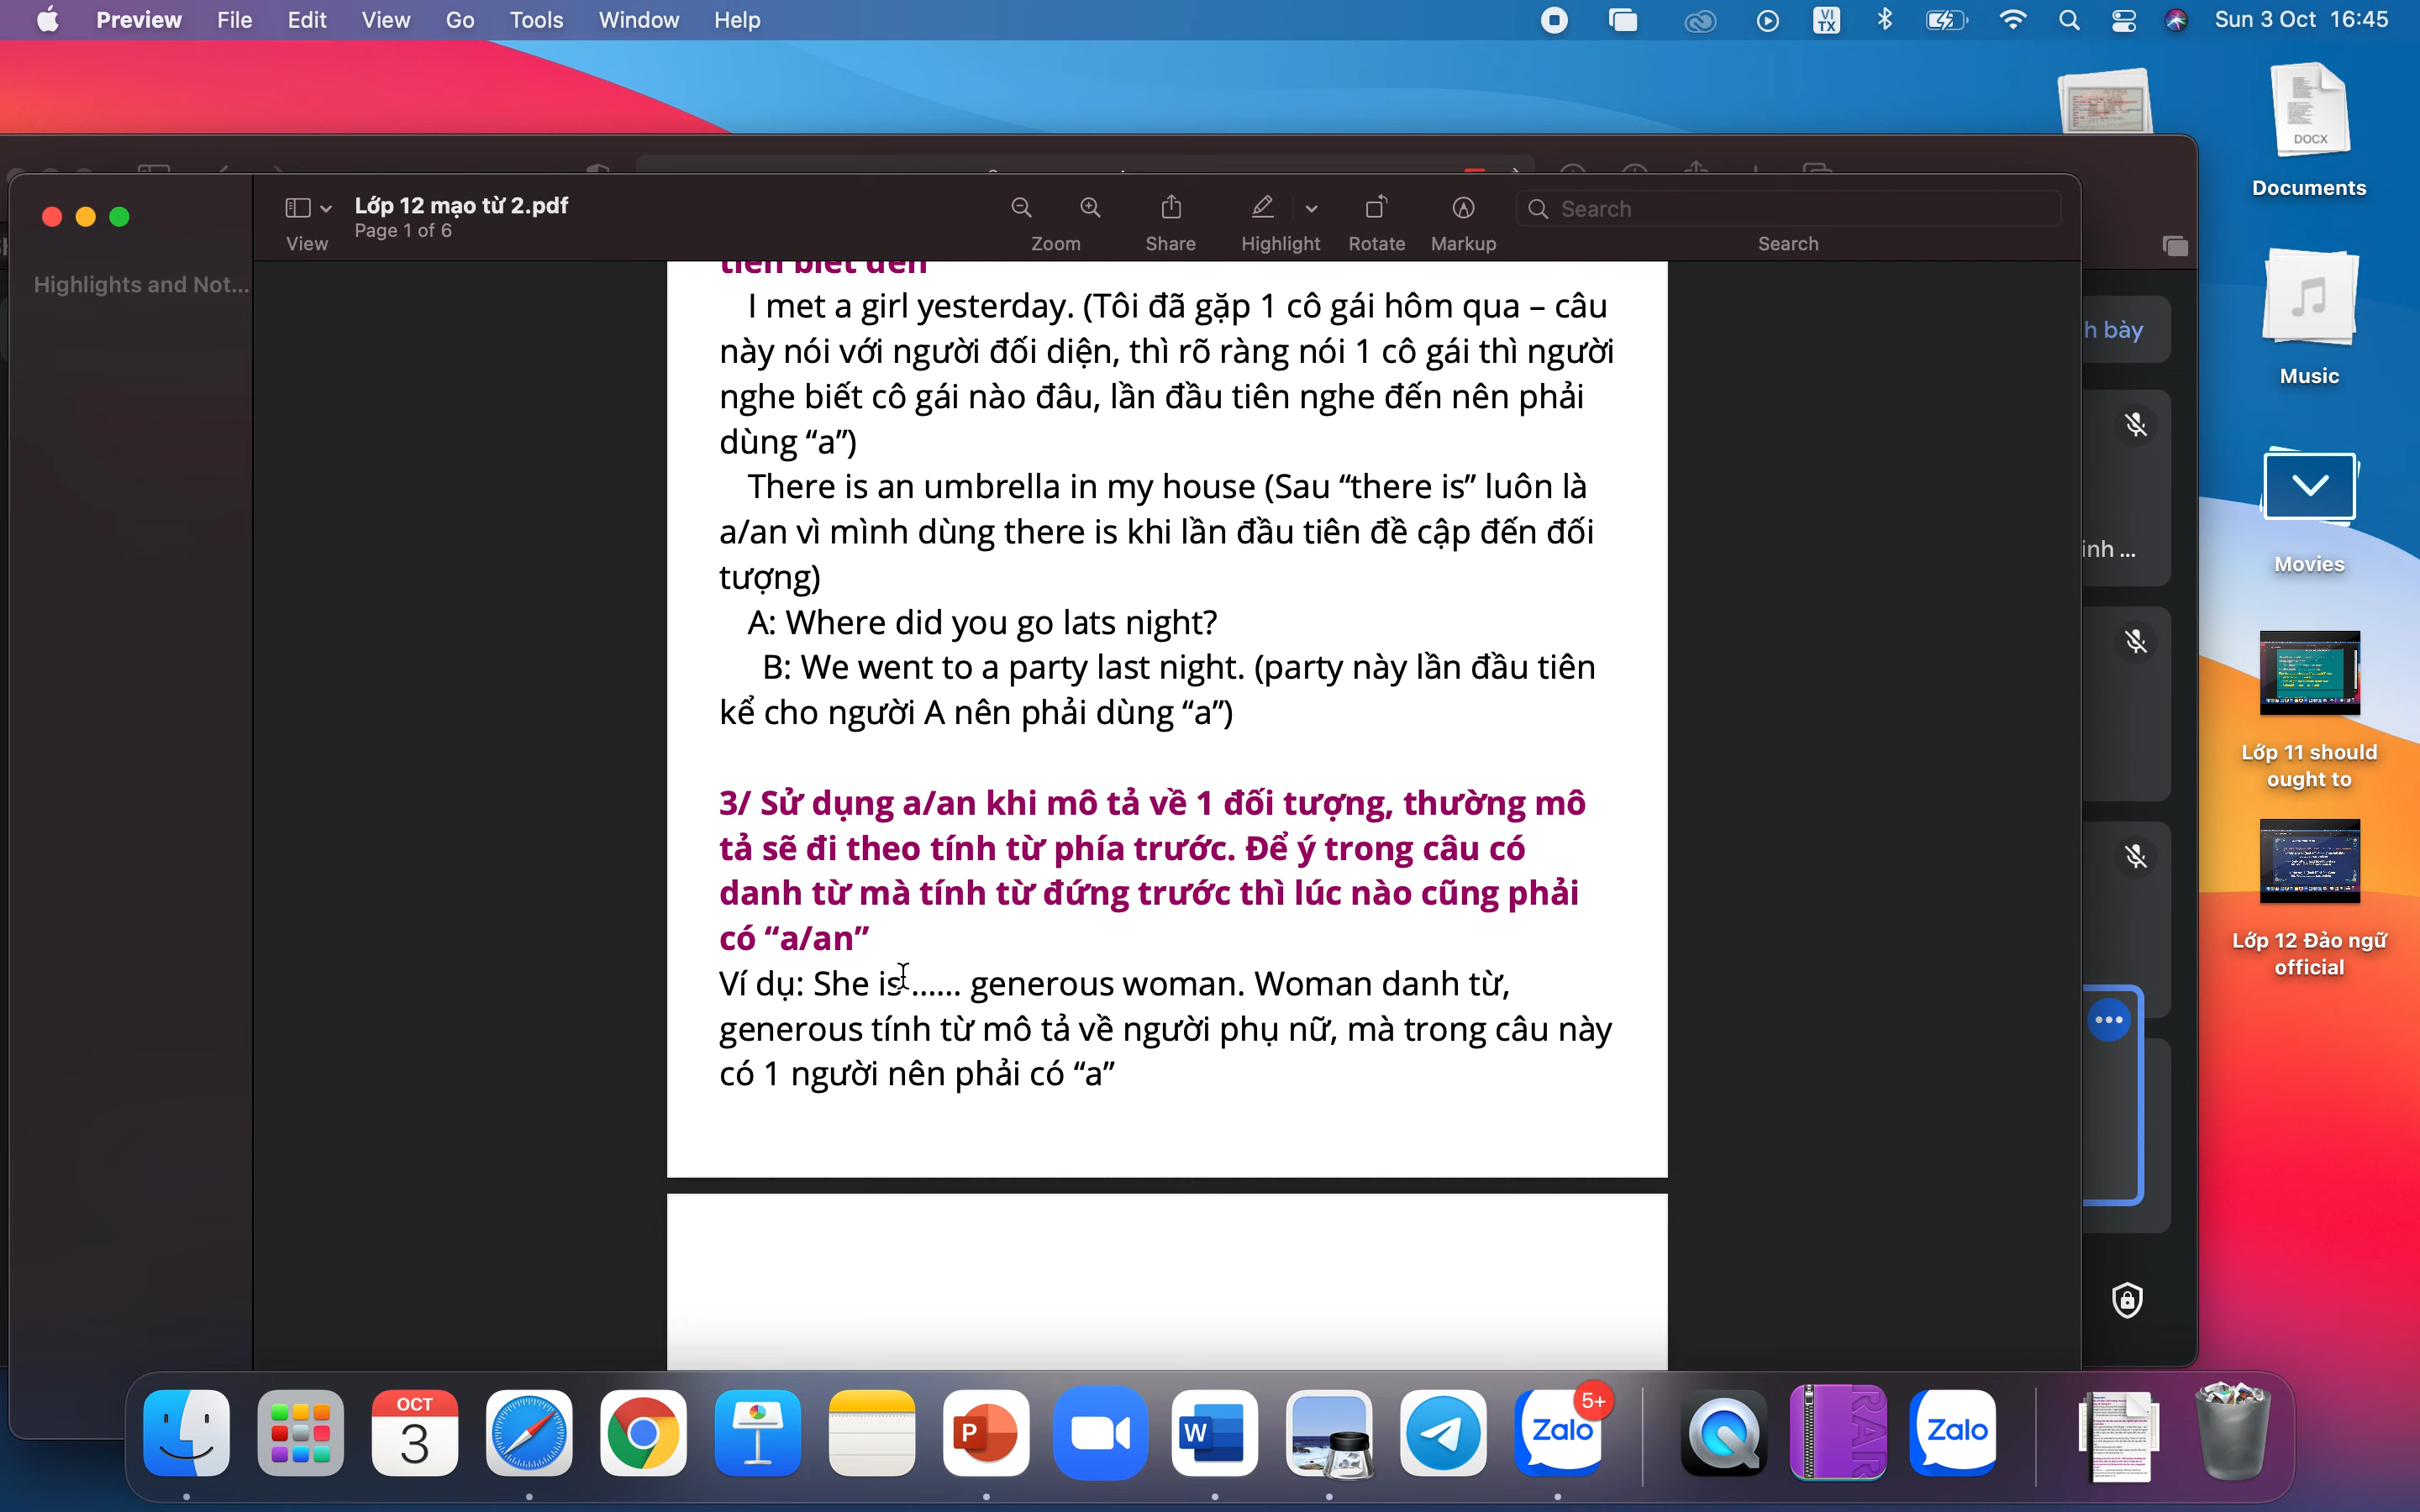 Preview File Edit View Go Tools Window Help
VI
TX
Sun 3 Oct 16:45
DOCX
Documents
Music
Movies
Lớp 11 should
ought to
Lớp 12 Đảo ngữ
official
Lớp 12 mạo từ 2.pdf
Page 1 of 6
View
Zoom
Share
Highlight
Rotate
Markup
Search
Search
Highlights and Not...
h bày
inh ...
tiên biết đến
I met a girl yesterday. (Tôi đã gặp 1 cô gái hôm qua – câu
này nói với người đối diện, thì rõ ràng nói 1 cô gái thì người
nghe biết cô gái nào đâu, lần đầu tiên nghe đến nên phải
dùng “a”)
There is an umbrella in my house (Sau “there is” luôn là
a/an vì mình dùng there is khi lần đầu tiên đề cập đến đối
tượng)
A: Where did you go lats night?
B: We went to a party last night. (party này lần đầu tiên
kể cho người A nên phải dùng “a”)
3/ Sử dụng a/an khi mô tả về 1 đối tượng, thường mô
tả sẽ đi theo tính từ phía trước. Để ý trong câu có
danh từ mà tính từ đứng trước thì lúc nào cũng phải
có “a/an”
Ví dụ: She is ...... generous woman. Woman danh từ,
generous tính từ mô tả về người phụ nữ, mà trong câu này
có 1 người nên phải có “a”
OCT
3
P
W
Zalo
5+
RAR
Zalo